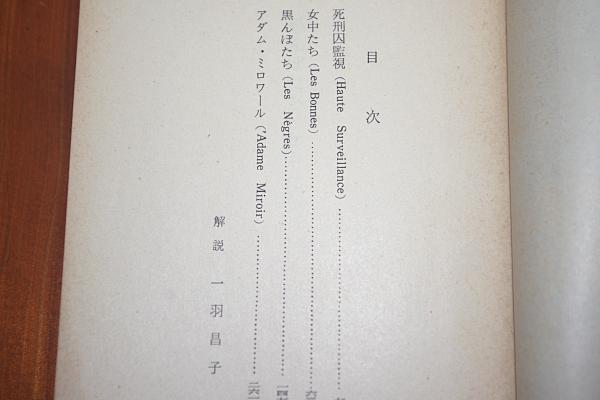 目次
死刑囚監視 (Haute Surveillance)
女中たち (Les Bonnes)
黒んぼたち (Les Nègres)
アダム・ミロワール ('Adame Miroir)
解説 一羽昌子